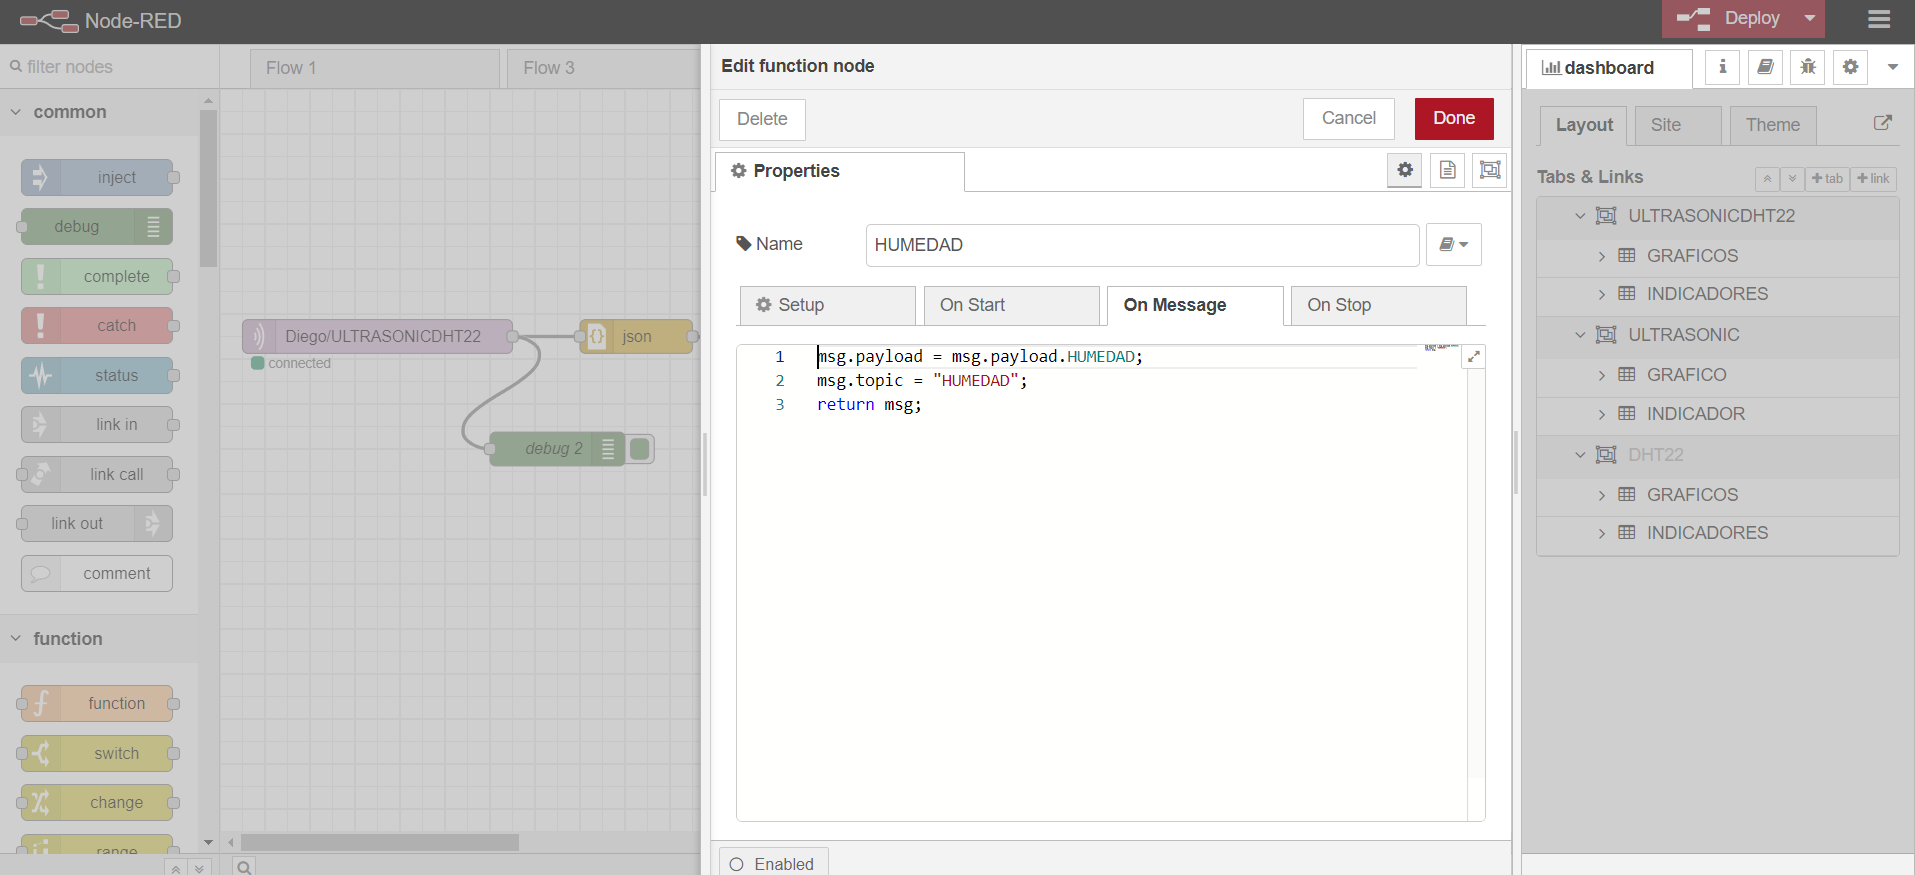 Node-RED
Deploy
filter nodes
Flow 1
Flow 3
Edit function node
dashboard
common
Delete
Cancel
Done
Layout
Site
Theme
Properties
inject
Tabs & Links
tab
link
debug
ULTRASONICDHT22
Name
HUMEDAD
GRAFICOS
complete
INDICADORES
Setup
On Start
On Message
On Stop
catch
Diego/ULTRASONICDHT22
json
ULTRASONIC
connected
1 msg.payload = msg.payload.HUMEDAD;
2 msg.topic = "HUMEDAD";
3 return msg;
status
GRAFICO
link in
INDICADOR
debug 2
DHT22
link call
GRAFICOS
link out
INDICADORES
comment
function
function
switch
change
range
Enabled